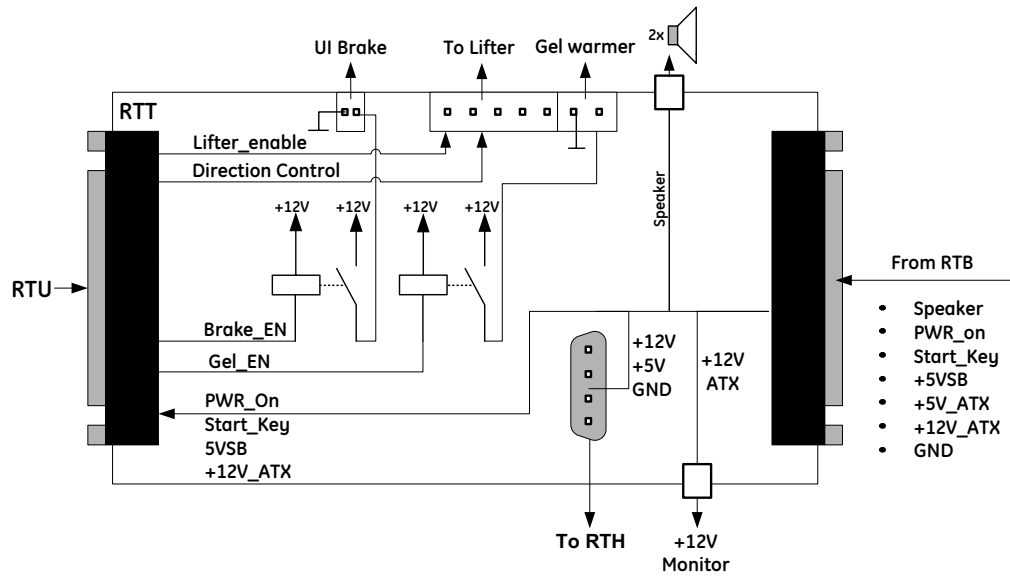 2x
UI Brake
To Lifter
Gel warmer
RTT
Lifter_enable
Direction Control
Speaker
+12V
+12V
+12V
+12V
From RTB
RTU
• Speaker
• PWR_on
• Start_Key
• +5VSB
• +5V_ATX
• +12V_ATX
• GND
Brake_EN
Gel_EN
+12V
+5V
GND
+12V
ATX
PWR_On
Start_Key
5VSB
+12V_ATX
To RTH
+12V
Monitor